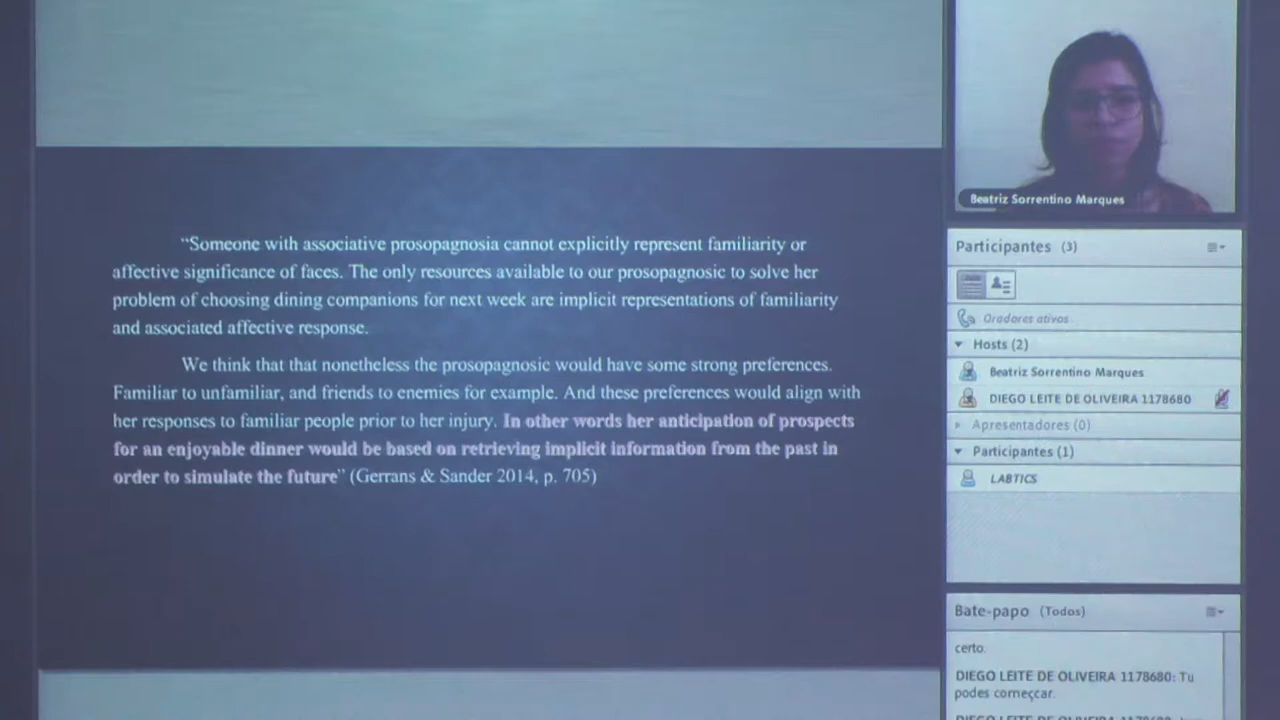 “Someone with associative prosopagnosia cannot explicitly represent familiarity or
affective significance of faces. The only resources available to our prosopagnosic to solve her
problem of choosing dining companions for next week are implicit representations of familiarity
and associated affective response.
We think that that nonetheless the prosopagnosic would have some strong preferences.
Familiar to unfamiliar, and friends to enemies for example. And these preferences would align with
her responses to familiar people prior to her injury. In other words her anticipation of prospects
for an enjoyable dinner would be based on retrieving implicit information from the past in
order to simulate the future” (Gerrans & Sander 2014, p. 705)
Beatriz Sorrentino Marques
Participantes (3)
Oradores ativos
Hosts (2)
Beatriz Sorrentino Marques
DIEGO LEITE DE OLIVEIRA 1178680
Apresentadores (0)
Participantes (1)
LABTICS
Bate-papo (Todos)
certo.
DIEGO LEITE DE OLIVEIRA 1178680: Tu
podes começcar.
DIEGO LEITE DE OLIVEIRA 1178680: